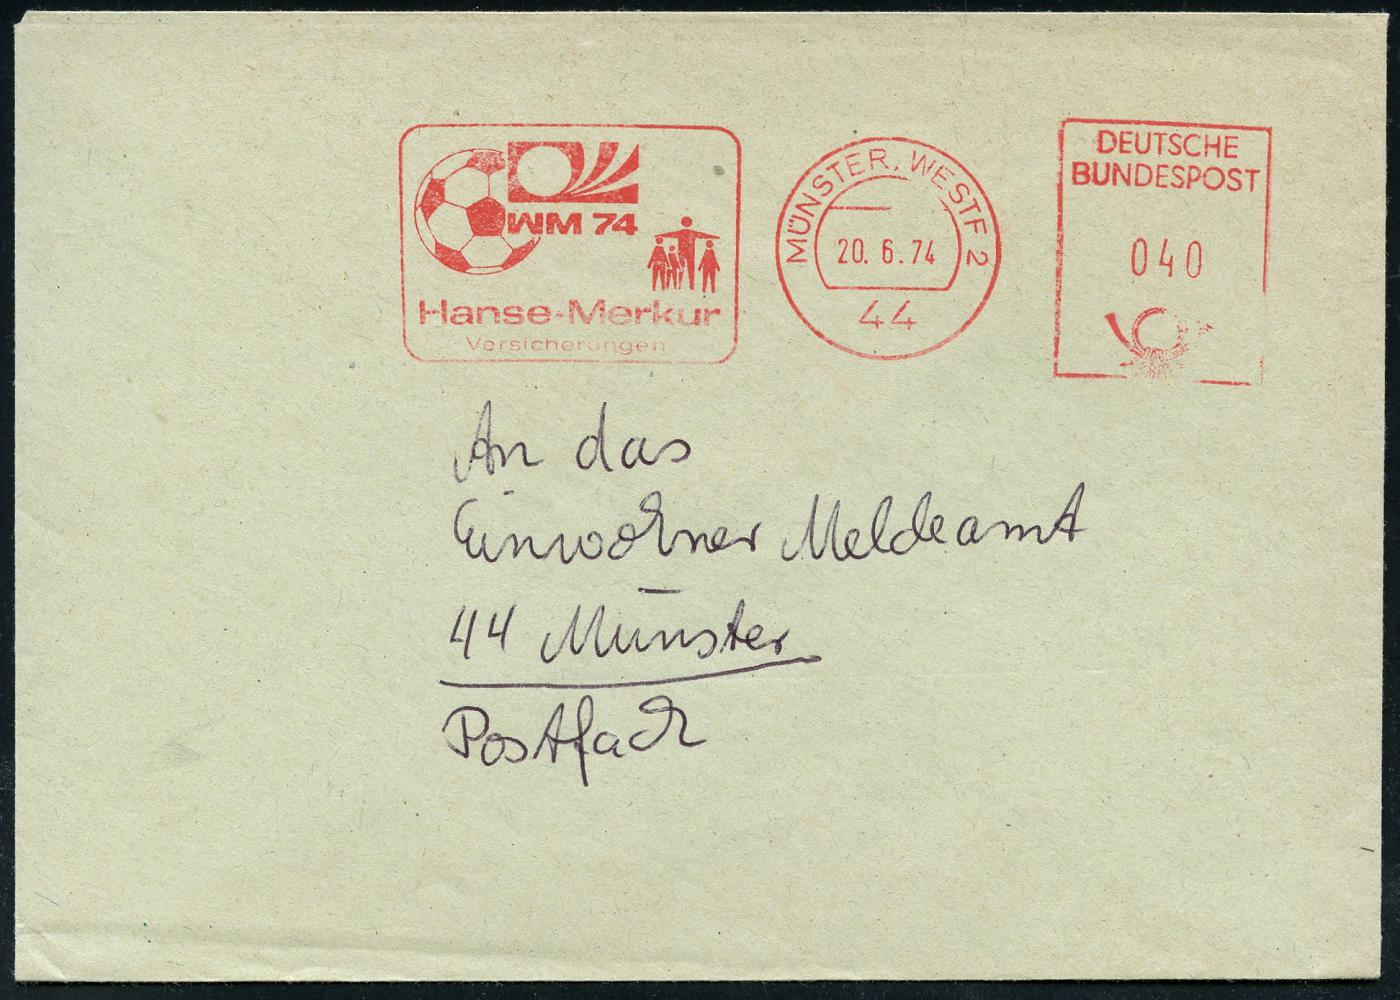 WM 74
Hanse-Merkur
Versicherungen
MÜNSTER, WESTF 2
20. 6. 74
44
DEUTSCHE
BUNDESPOST
040
An das
Einwohner Meldeamt
44 Münster
Postfach